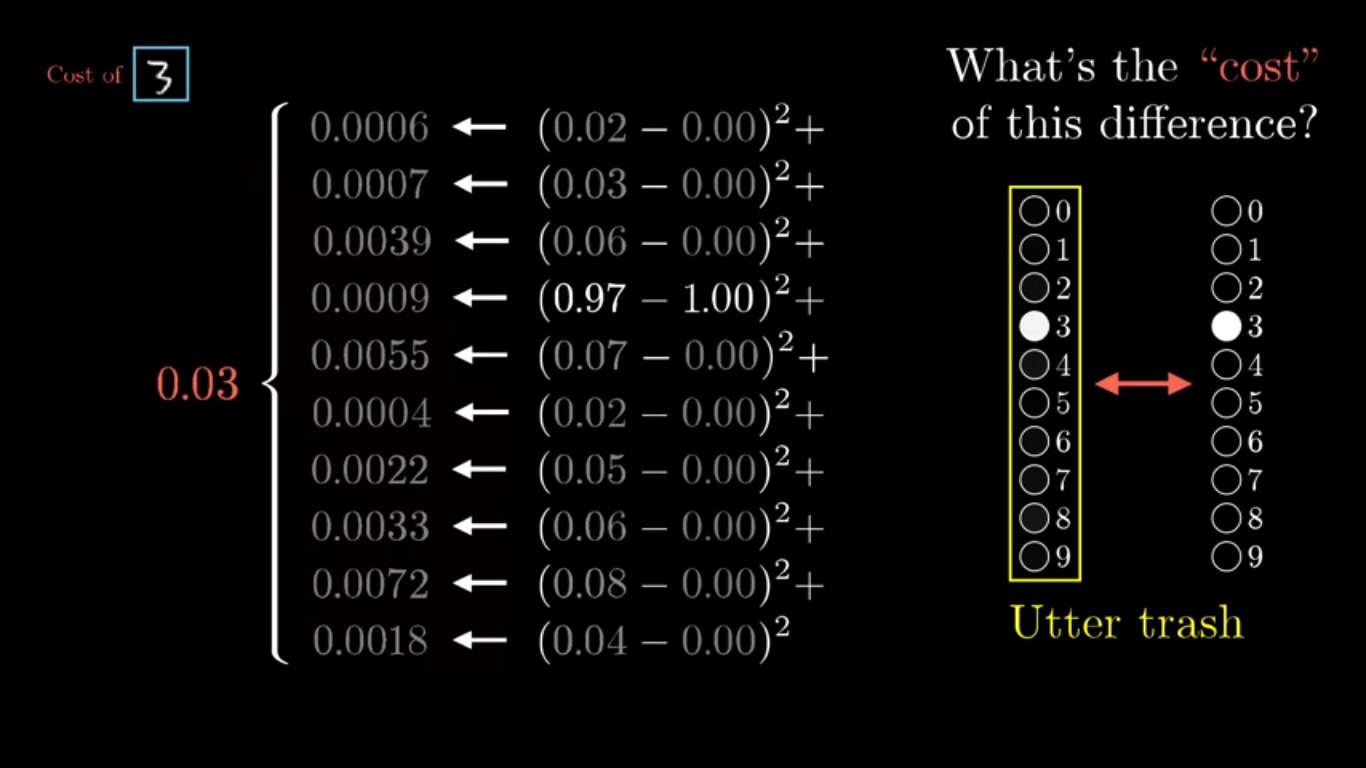 Cost of 3
What's the "cost"
of this difference?
0.0006 ← (0.02 − 0.00)²+
0.0007 ← (0.03 − 0.00)²+
0.0039 ← (0.06 − 0.00)²+
0.0009 ← (0.97 − 1.00)²+
0.0055 ← (0.07 − 0.00)²+
0.0004 ← (0.02 − 0.00)²+
0.0022 ← (0.05 − 0.00)²+
0.0033 ← (0.06 − 0.00)²+
0.0072 ← (0.08 − 0.00)²+
0.0018 ← (0.04 − 0.00)²
0.03
0 0
1 1
2 2
3 3
4 4
5 5
6 6
7 7
8 8
9 9
Utter trash